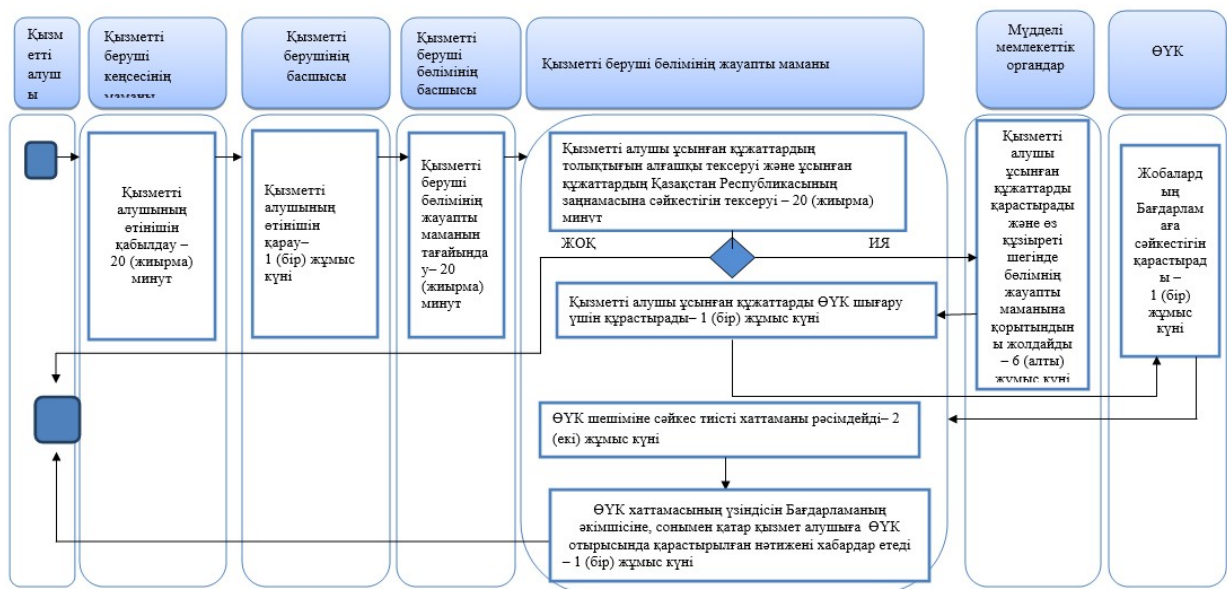 Қызм
етті
алуш
ы
Қызметті
беруші
кеңсесінің
маманы
Қызметті
берушінің
басшысы
Қызметті
беруші
бөлімінің
басшысы
Қызметті беруші бөлімінің жауапты маманы
Мүдделі
мемлекеттік
органдар
ӨҮК
Қызметті
алушының
өтінішін
қабылдау –
20 (жиырма)
минут
Қызметті
алушының
өтінішін
қарау–
1 (бір) жұмыс
күні
Қызметті
беруші
бөлімінің
жауапты
маманын
тағайында
у– 20
(жиырма)
минут
Қызметті алушы ұсынған құжаттардың
толықтығын алғашқы тексеруі және ұсынған
құжаттардың Қазақстан Республикасының
заңнамасына сәйкестігін тексеруі – 20 (жиырма)
минут
ЖОҚ
ИЯ
Қызметті алушы ұсынған құжаттарды ӨҮК шығару
үшін құрастырады– 1 (бір) жұмыс күні
Қызметті
алушы
ұсынған
құжаттарды
қарастырады
және өз
құзіыреті
шегінде
бөлімнің
жауапты
маманына
қорытындын
ы жолдайды
– 6 (алты)
жұмыс күні
Жобалард
ың
Бағдарлам
аға
сәйкестігін
қарастырад
ы –
1 (бір)
жұмыс
күні
ӨҮК шешіміне сәйкес тиісті хаттаманы рәсімдейді– 2
(екі) жұмыс күні
ӨҮК хаттамасының үзіндісін Бағдарламаның
әкімшісіне, сонымен қатар қызмет алушыға ӨҮК
отырысында қарастырылған нәтижені хабардар етеді
– 1 (бір) жұмыс күні